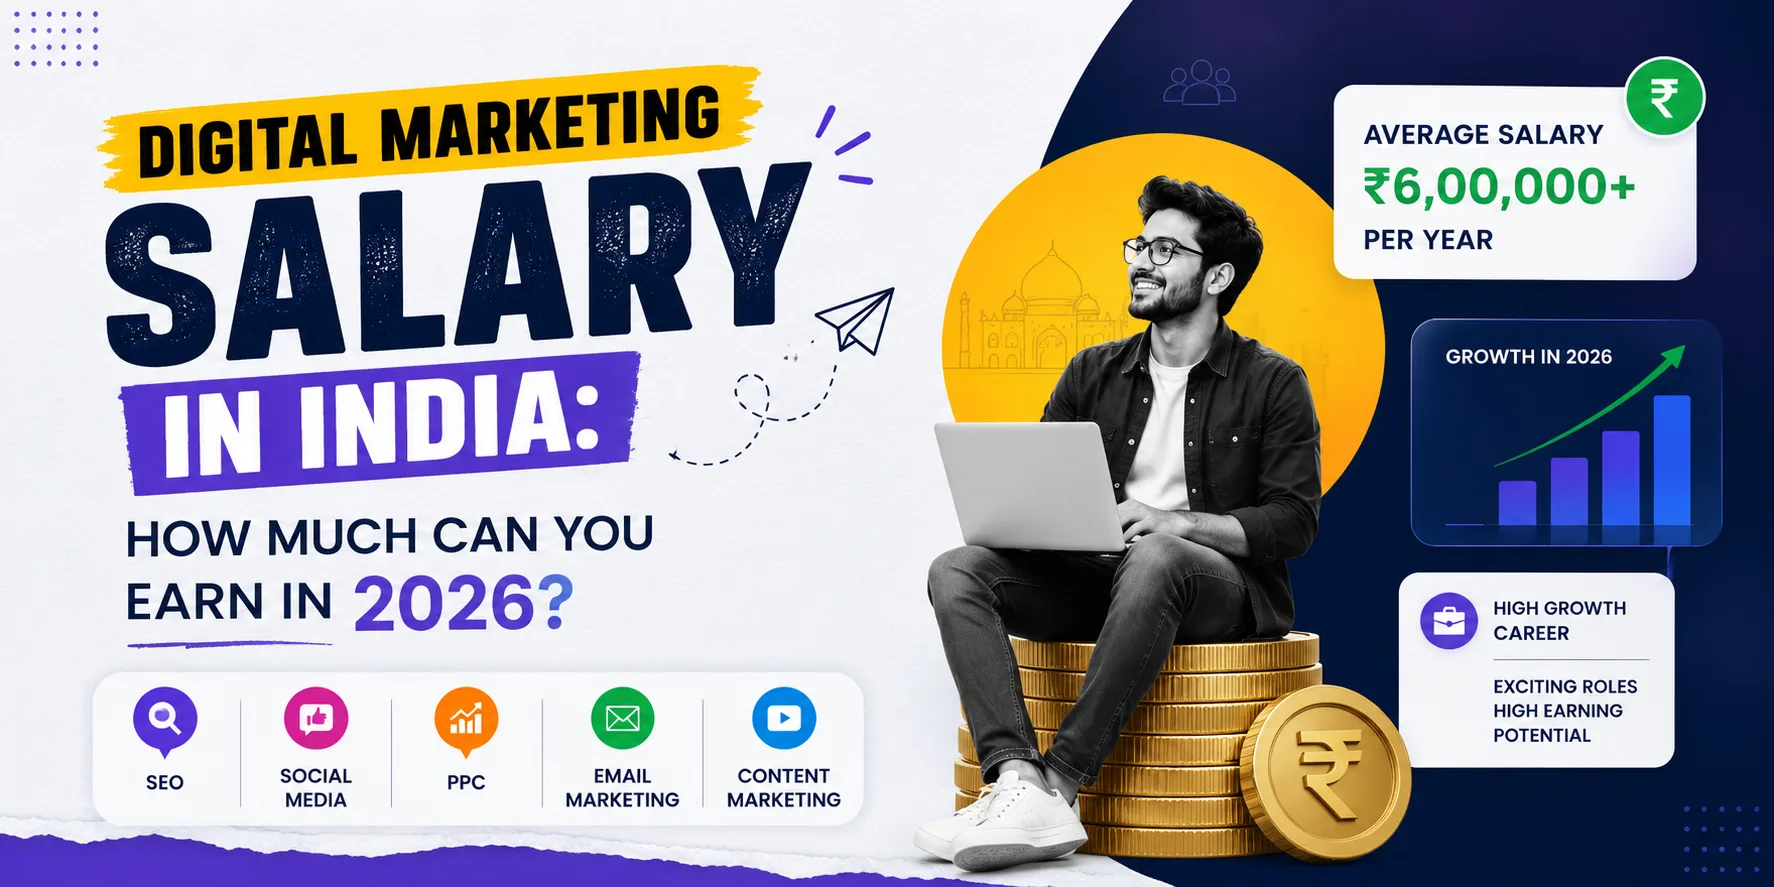 DIGITAL MARKETING
SALARY
IN INDIA:
HOW MUCH CAN YOU
EARN IN 2026?
SEO
SOCIAL
MEDIA
PPC
EMAIL
MARKETING
CONTENT
MARKETING
₹
AVERAGE SALARY
₹6,00,000+
PER YEAR
GROWTH IN 2026
HIGH GROWTH
CAREER
EXCITING ROLES
HIGH EARNING
POTENTIAL
₹